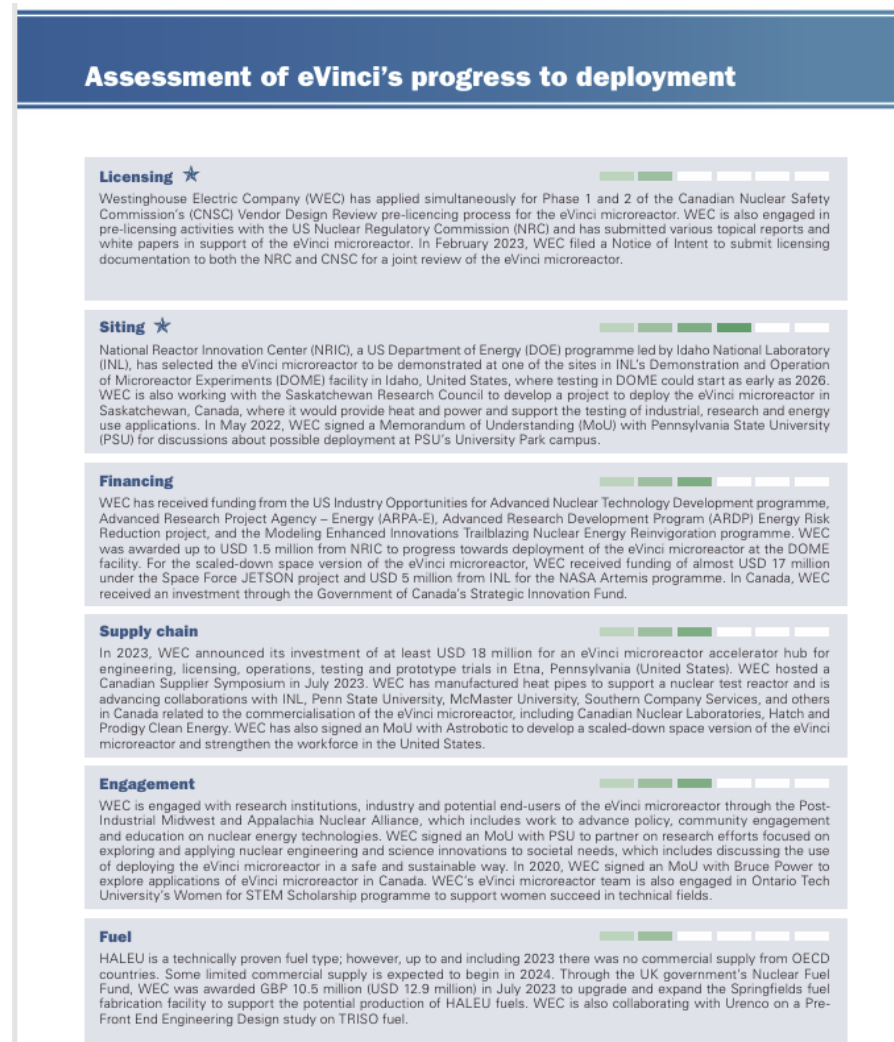 Assessment of eVinci's progress to deployment
Licensing
Westinghouse Electric Company (WEC) has applied simultaneously for Phase 1 and 2 of the Canadian Nuclear Safety
Commission's (CNSC) Vendor Design Review pre-licencing process for the eVinci microreactor. WEC is also engaged in
pre-licensing activities with the US Nuclear Regulatory Commission (NRC) and has submitted various topical reports and
white papers in support of the eVinci microreactor. In February 2023, WEC filed a Notice of Intent to submit licensing
documentation to both the NRC and CNSC for a joint review of the eVinci microreactor.
Siting
National Reactor Innovation Center (NRIC), a US Department of Energy (DOE) programme led by Idaho National Laboratory
(INL), has selected the eVinci microreactor to be demonstrated at one of the sites in INL's Demonstration and Operation
of Microreactor Experiments (DOME) facility in Idaho, United States, where testing in DOME could start as early as 2026.
WEC is also working with the Saskatchewan Research Council to develop a project to deploy the eVinci microreactor in
Saskatchewan, Canada, where it would provide heat and power and support the testing of industrial, research and energy
use applications. In May 2022, WEC signed a Memorandum of Understanding (MoU) with Pennsylvania State University
(PSU) for discussions about possible deployment at PSU's University Park campus.
Financing
WEC has received funding from the US Industry Opportunities for Advanced Nuclear Technology Development programme,
Advanced Research Project Agency – Energy (ARPA-E), Advanced Research Development Program (ARDP) Energy Risk
Reduction project, and the Modeling Enhanced Innovations Trailblazing Nuclear Energy Reinvigoration programme. WEC
was awarded up to USD 1.5 million from NRIC to progress towards deployment of the eVinci microreactor at the DOME
facility. For the scaled-down space version of the eVinci microreactor, WEC received funding of almost USD 17 million
under the Space Force JETSON project and USD 5 million from INL for the NASA Artemis programme. In Canada, WEC
received an investment through the Government of Canada's Strategic Innovation Fund.
Supply chain
In 2023, WEC announced its investment of at least USD 18 million for an eVinci microreactor accelerator hub for
engineering, licensing, operations, testing and prototype trials in Etna, Pennsylvania (United States). WEC hosted a
Canadian Supplier Symposium in July 2023. WEC has manufactured heat pipes to support a nuclear test reactor and is
advancing collaborations with INL, Penn State University, McMaster University, Southern Company Services, and others
in Canada related to the commercialisation of the eVinci microreactor, including Canadian Nuclear Laboratories, Hatch and
Prodigy Clean Energy. WEC has also signed an MoU with Astrobotic to develop a scaled-down space version of the eVinci
microreactor and strengthen the workforce in the United States.
Engagement
WEC is engaged with research institutions, industry and potential end-users of the eVinci microreactor through the Post-
Industrial Midwest and Appalachia Nuclear Alliance, which includes work to advance policy, community engagement
and education on nuclear energy technologies. WEC signed an MoU with PSU to partner on research efforts focused on
exploring and applying nuclear engineering and science innovations to societal needs, which includes discussing the use
of deploying the eVinci microreactor in a safe and sustainable way. In 2020, WEC signed an MoU with Bruce Power to
explore applications of eVinci microreactor in Canada. WEC's eVinci microreactor team is also engaged in Ontario Tech
University's Women for STEM Scholarship programme to support women succeed in technical fields.
Fuel
HALEU is a technically proven fuel type; however, up to and including 2023 there was no commercial supply from OECD
countries. Some limited commercial supply is expected to begin in 2024. Through the UK government's Nuclear Fuel
Fund, WEC was awarded GBP 10.5 million (USD 12.9 million) in July 2023 to upgrade and expand the Springfields fuel
fabrication facility to support the potential production of HALEU fuels. WEC is also collaborating with Urenco on a Pre-
Front End Engineering Design study on TRISO fuel.